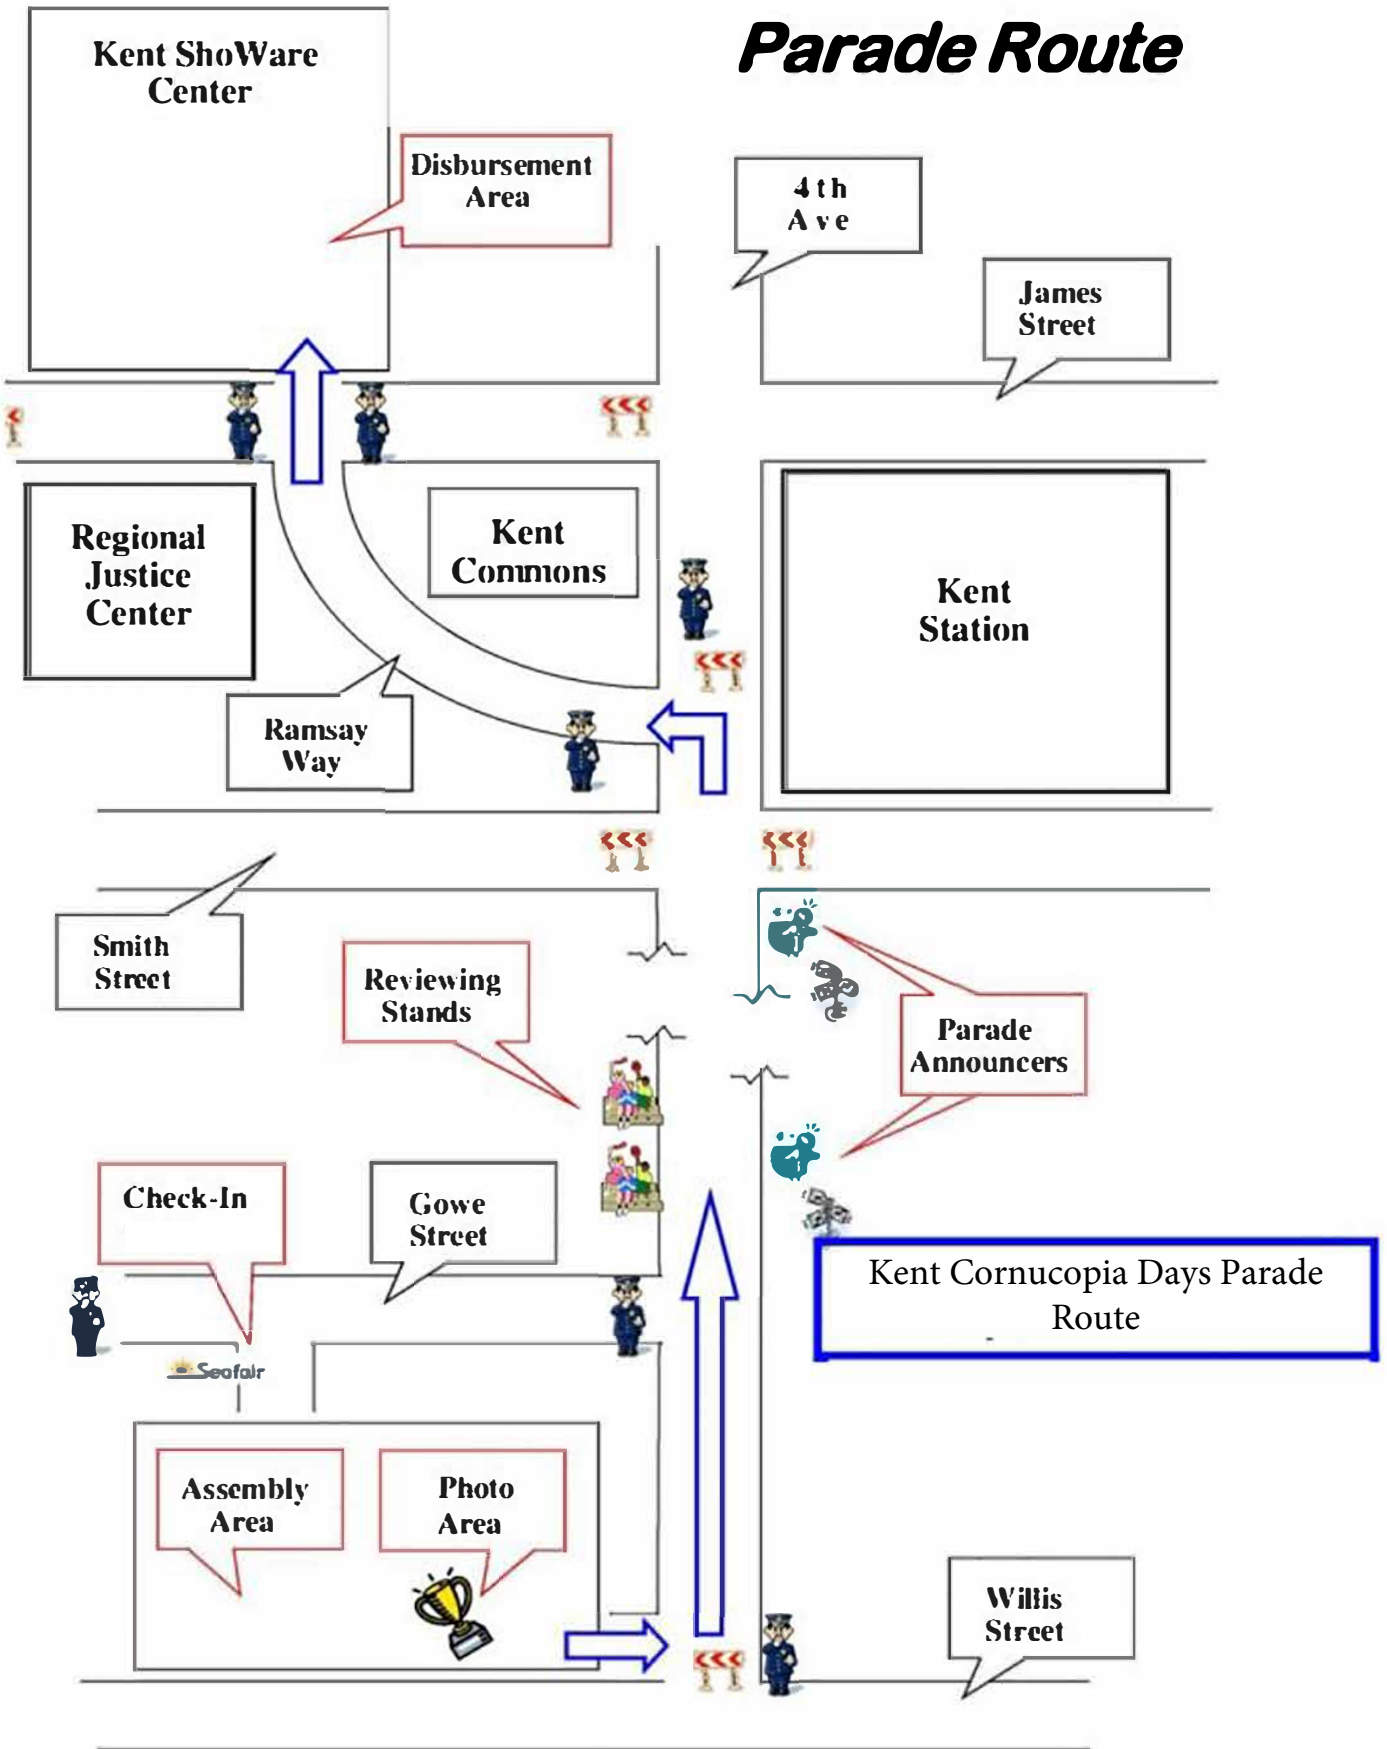 Parade Route
Kent ShoWare
Center
Disbursement
Area
4th
Ave
James
Street
Regional
Justice
Center
Kent
Commons
Kent
Station
Ramsay
Way
Smith
Street
Reviewing
Stands
Parade
Announcers
Check-In
Gowe
Street
Kent Cornucopia Days Parade
Route
Seafair
Assembly
Area
Photo
Area
Willis
Street